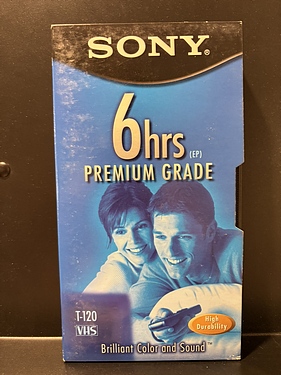 SONY®
6hrs (EP)
PREMIUM GRADE
T-120
VHS
High
Durability
Brilliant Color and Sound™